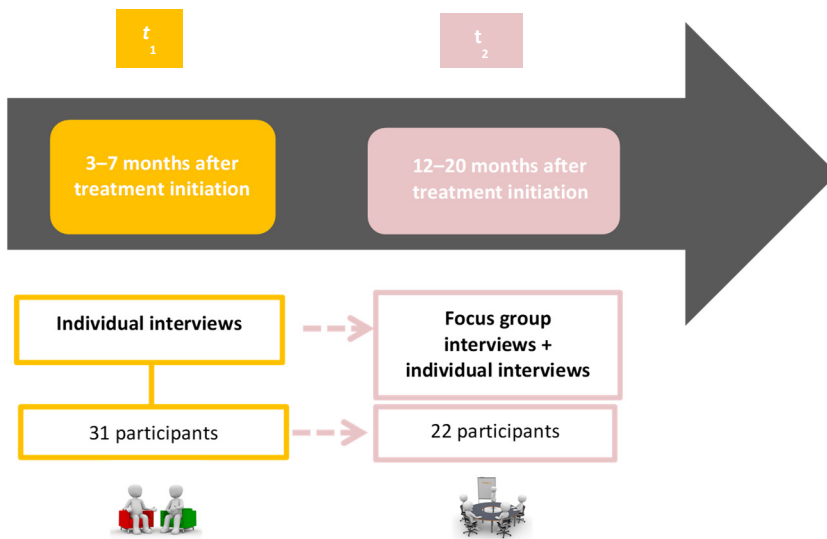 t
1
t
2
3–7 months after
treatment initiation
12–20 months after
treatment initiation
Individual interviews
Focus group
interviews +
individual interviews
31 participants
22 participants